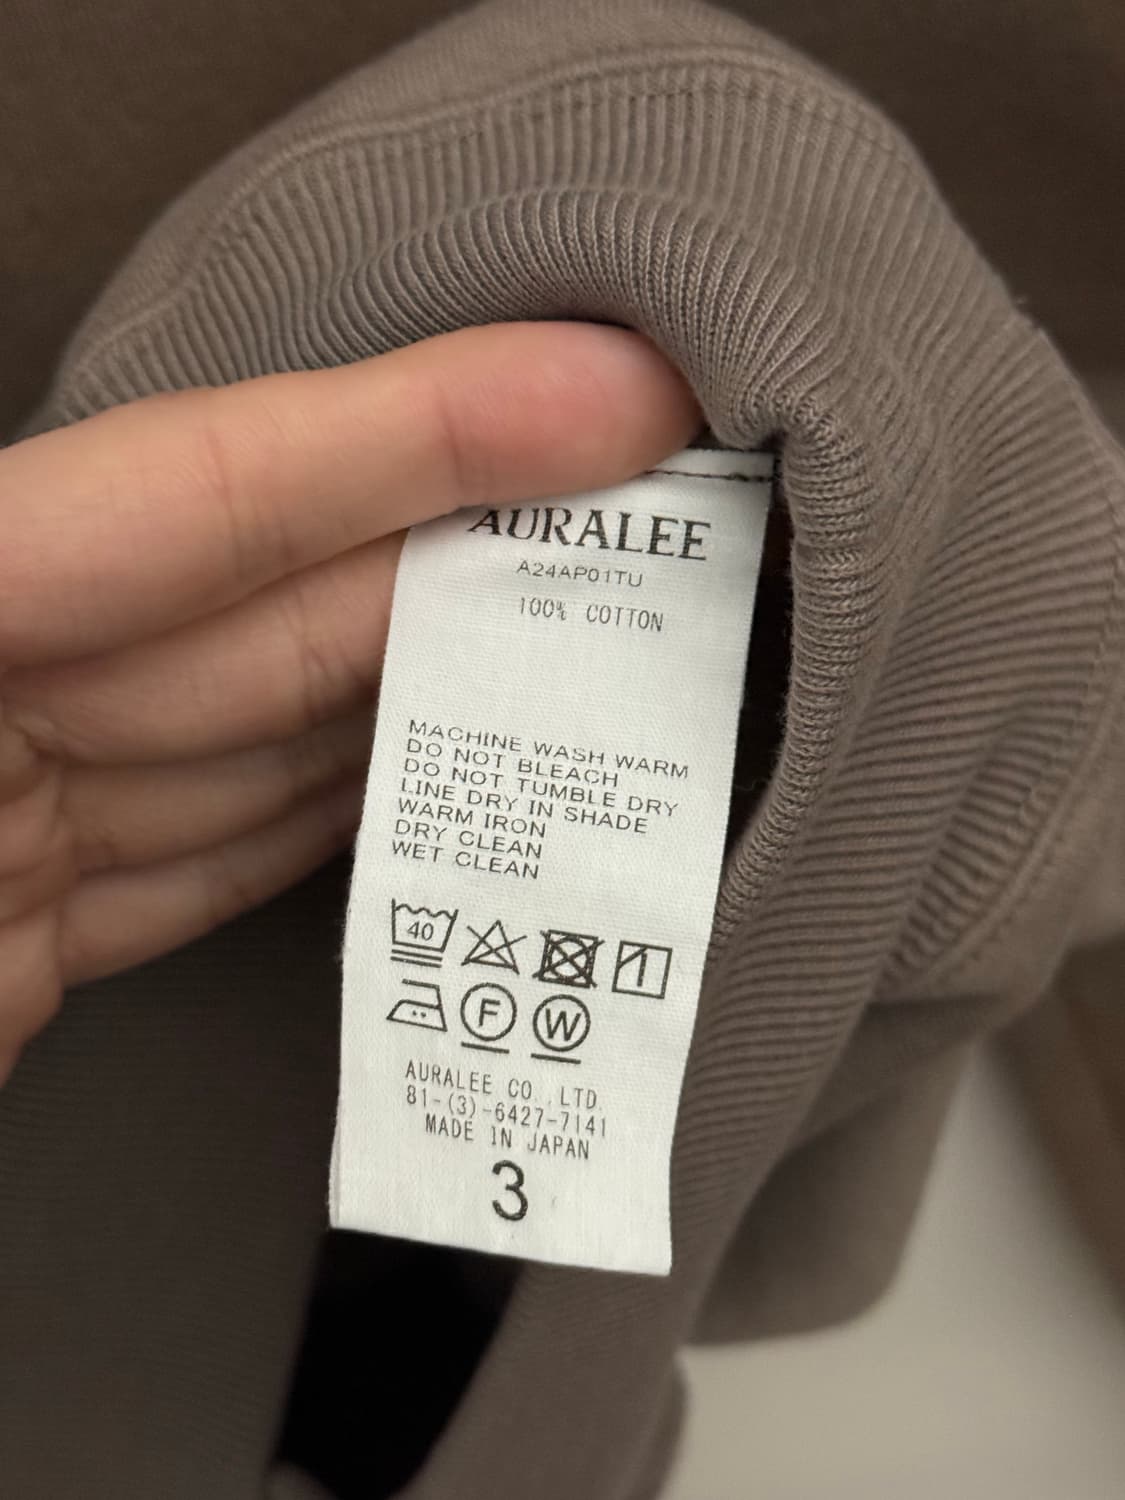 AURALEE
A24AP01TU
100% COTTON
MACHINE WASH WARM
DO NOT BLEACH
DO NOT TUMBLE DRY
LINE DRY IN SHADE
WARM IRON
DRY CLEAN
WET CLEAN
40
F W
AURALEE CO.,LTD.
81-(3)-6427-7141
MADE IN JAPAN
3